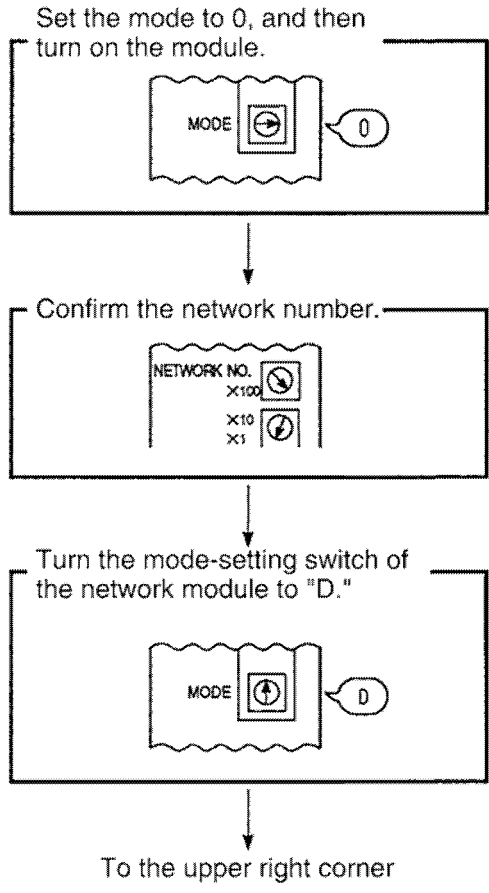 Set the mode to 0, and then
turn on the module.
MODE
0
Confirm the network number.
NETWORK NO.
×100
×10
×1
Turn the mode-setting switch of
the network module to "D."
MODE
D
To the upper right corner